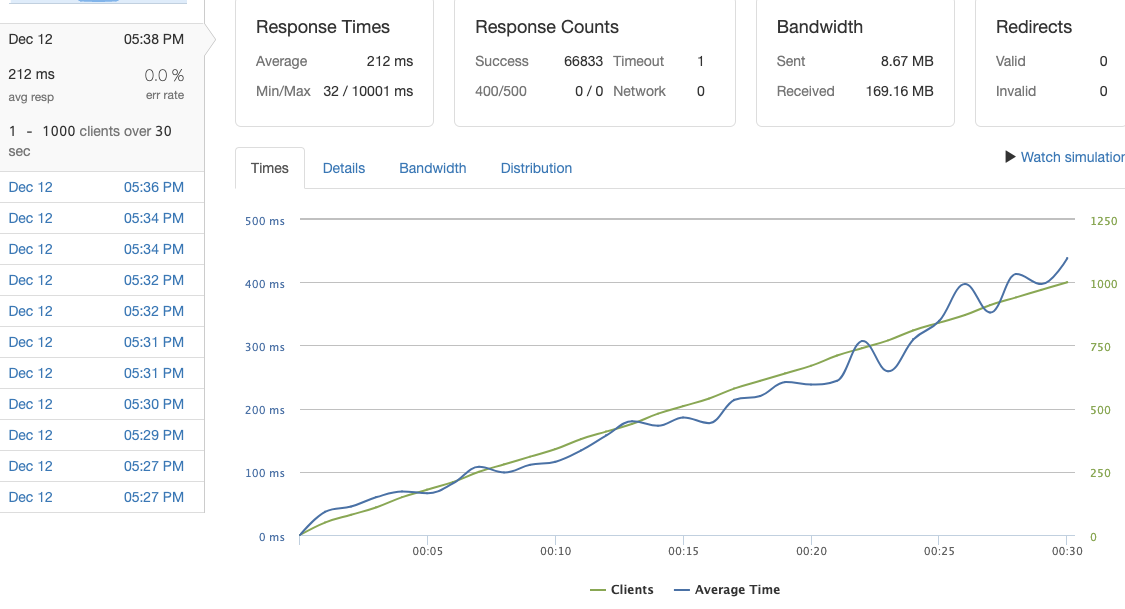 Dec 12 05:38 PM
212 ms 0.0 %
avg resp err rate
1 - 1000 clients over 30
sec
Dec 12 05:36 PM
Dec 12 05:34 PM
Dec 12 05:34 PM
Dec 12 05:32 PM
Dec 12 05:32 PM
Dec 12 05:31 PM
Dec 12 05:31 PM
Dec 12 05:30 PM
Dec 12 05:29 PM
Dec 12 05:27 PM
Dec 12 05:27 PM
Response Times
Average 212 ms
Min/Max 32 / 10001 ms
Response Counts
Success 66833 Timeout 1
400/500 0 / 0 Network 0
Bandwidth
Sent 8.67 MB
Received 169.16 MB
Redirects
Valid 0
Invalid 0
Times Details Bandwidth Distribution
Watch simulation
500 ms 1250
400 ms 1000
300 ms 750
200 ms 500
100 ms 250
0 ms 0
00:05 00:10 00:15 00:20 00:25 00:30
Clients Average Time